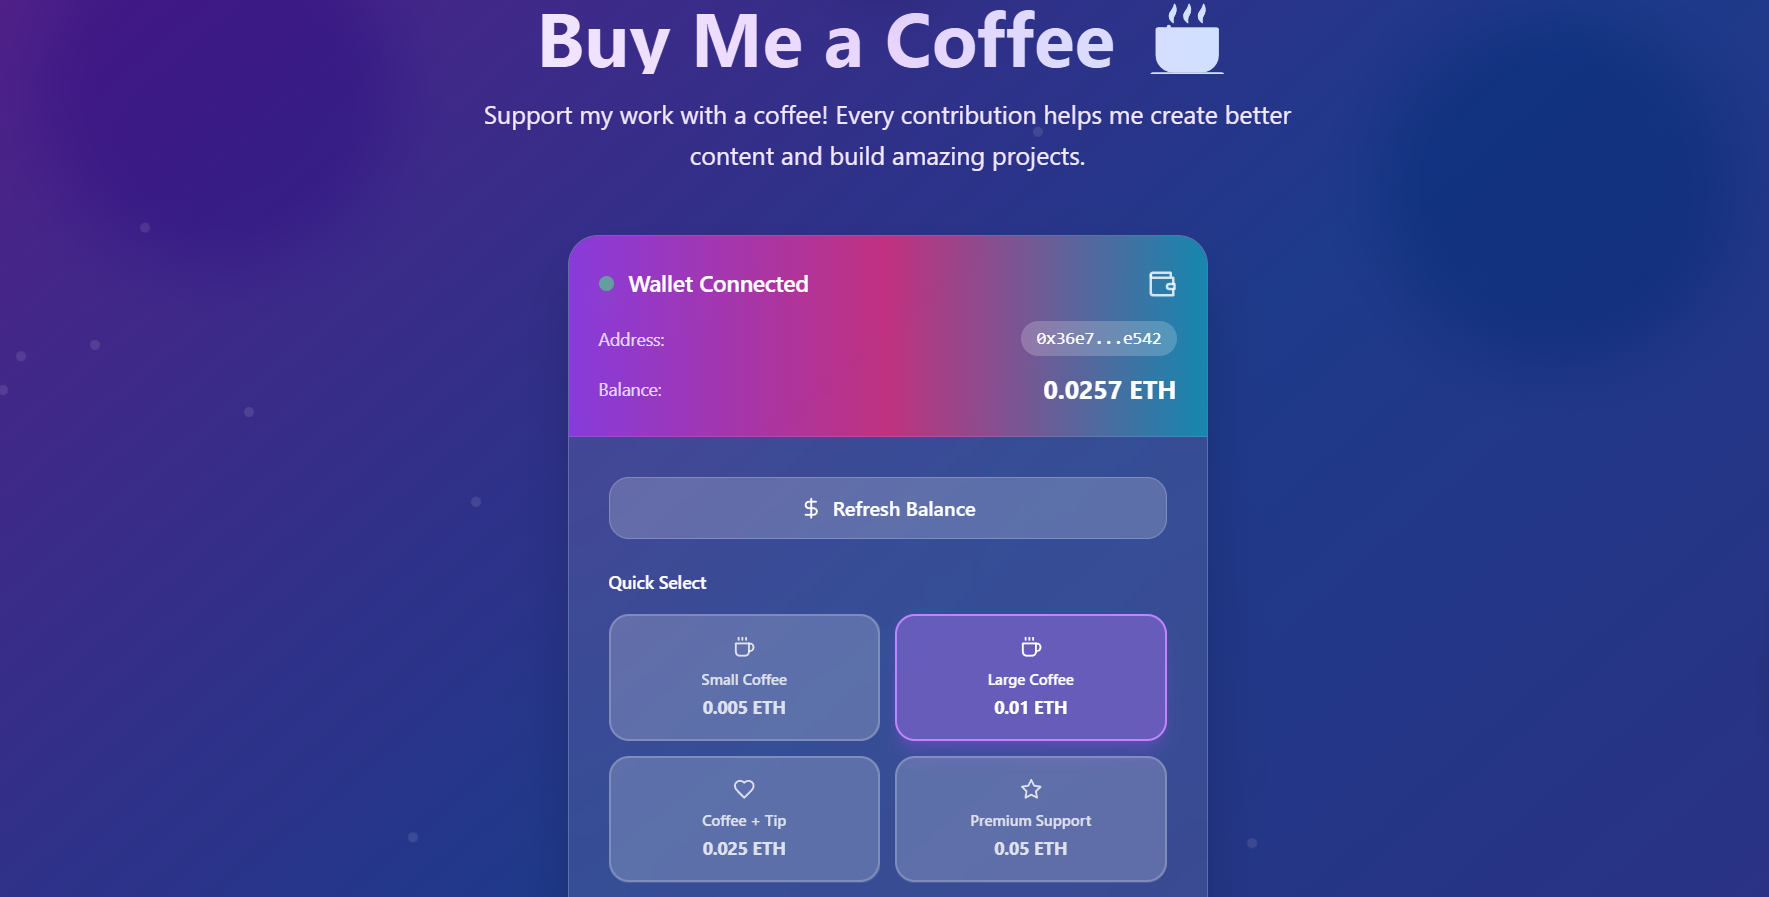 Buy Me a Coffee
Support my work with a coffee! Every contribution helps me create better
content and build amazing projects.
Wallet Connected
Address: 0x36e7...e542
Balance: 0.0257 ETH
Refresh Balance
Quick Select
Small Coffee
0.005 ETH
Large Coffee
0.01 ETH
Coffee + Tip
0.025 ETH
Premium Support
0.05 ETH